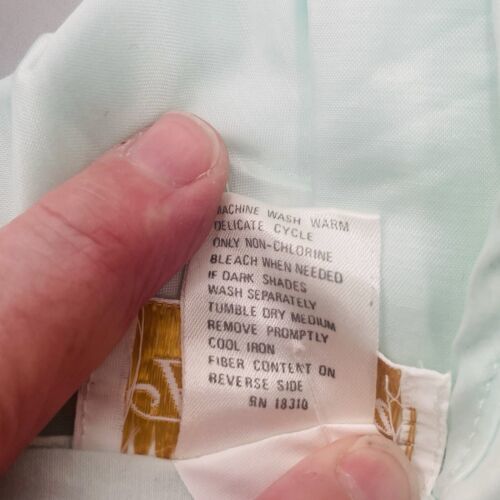 MACHINE WASH WARM
DELICATE CYCLE
ONLY NON-CHLORINE
BLEACH WHEN NEEDED
IF DARK SHADES
WASH SEPARATELY
TUMBLE DRY MEDIUM
REMOVE PROMPTLY
COOL IRON
FIBER CONTENT ON
REVERSE SIDE
RN 18310